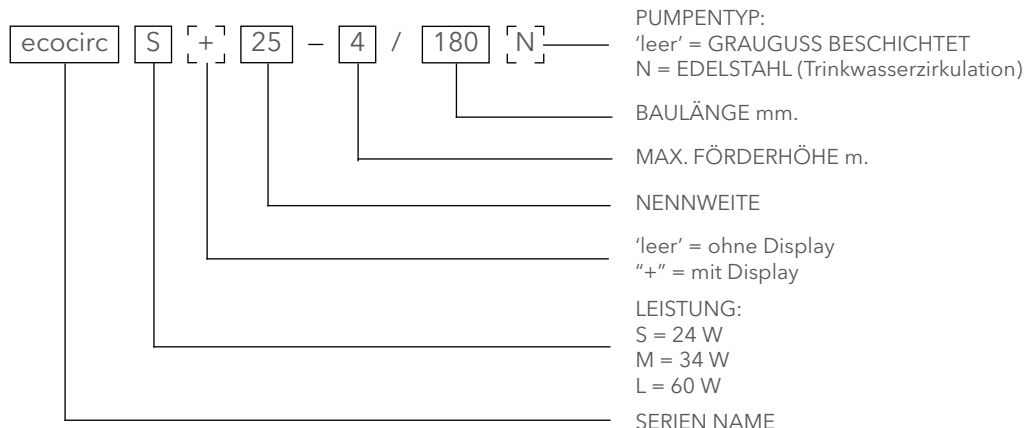 ecocirc S + 25 – 4 / 180 N
PUMPENTYP:
‘leer’ = GRAUGUSS BESCHICHTET
N = EDELSTAHL (Trinkwasserzirkulation)
BAULÄNGE mm.
MAX. FÖRDERHÖHE m.
NENNWEITE
‘leer’ = ohne Display
“+” = mit Display
LEISTUNG:
S = 24 W
M = 34 W
L = 60 W
SERIEN NAME